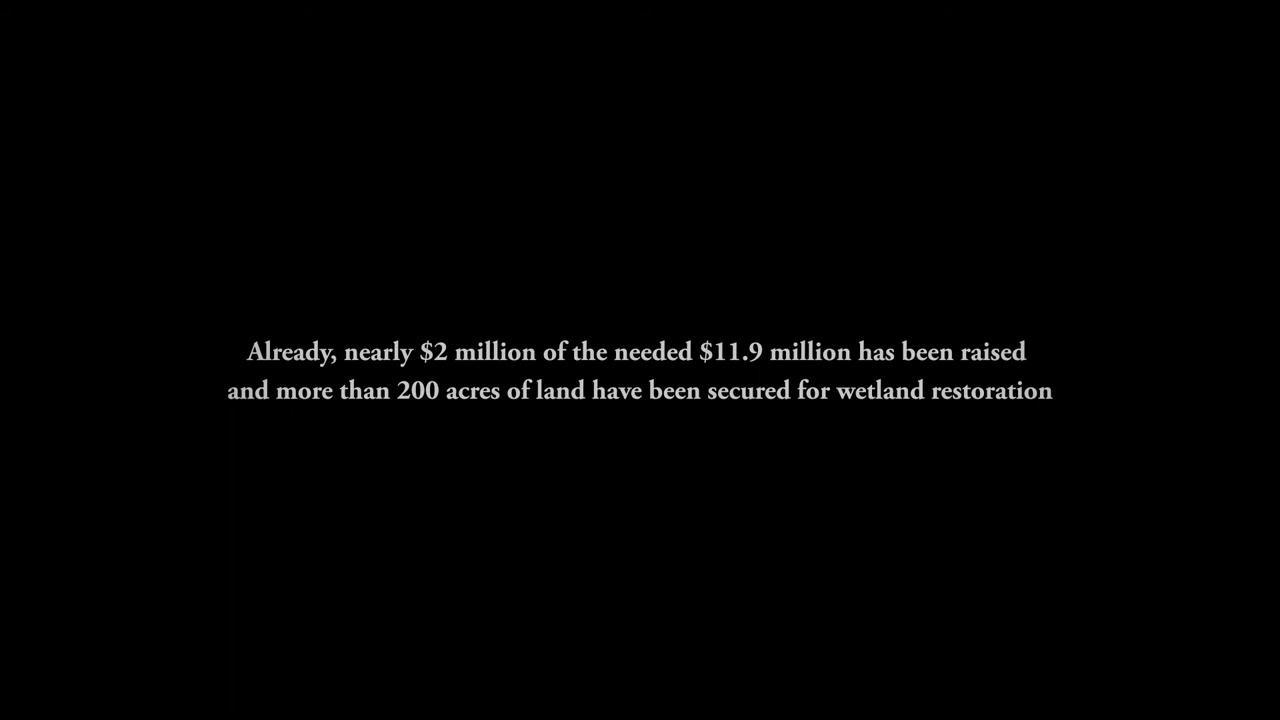 Already, nearly $2 million of the needed $11.9 million has been raised
and more than 200 acres of land have been secured for wetland restoration